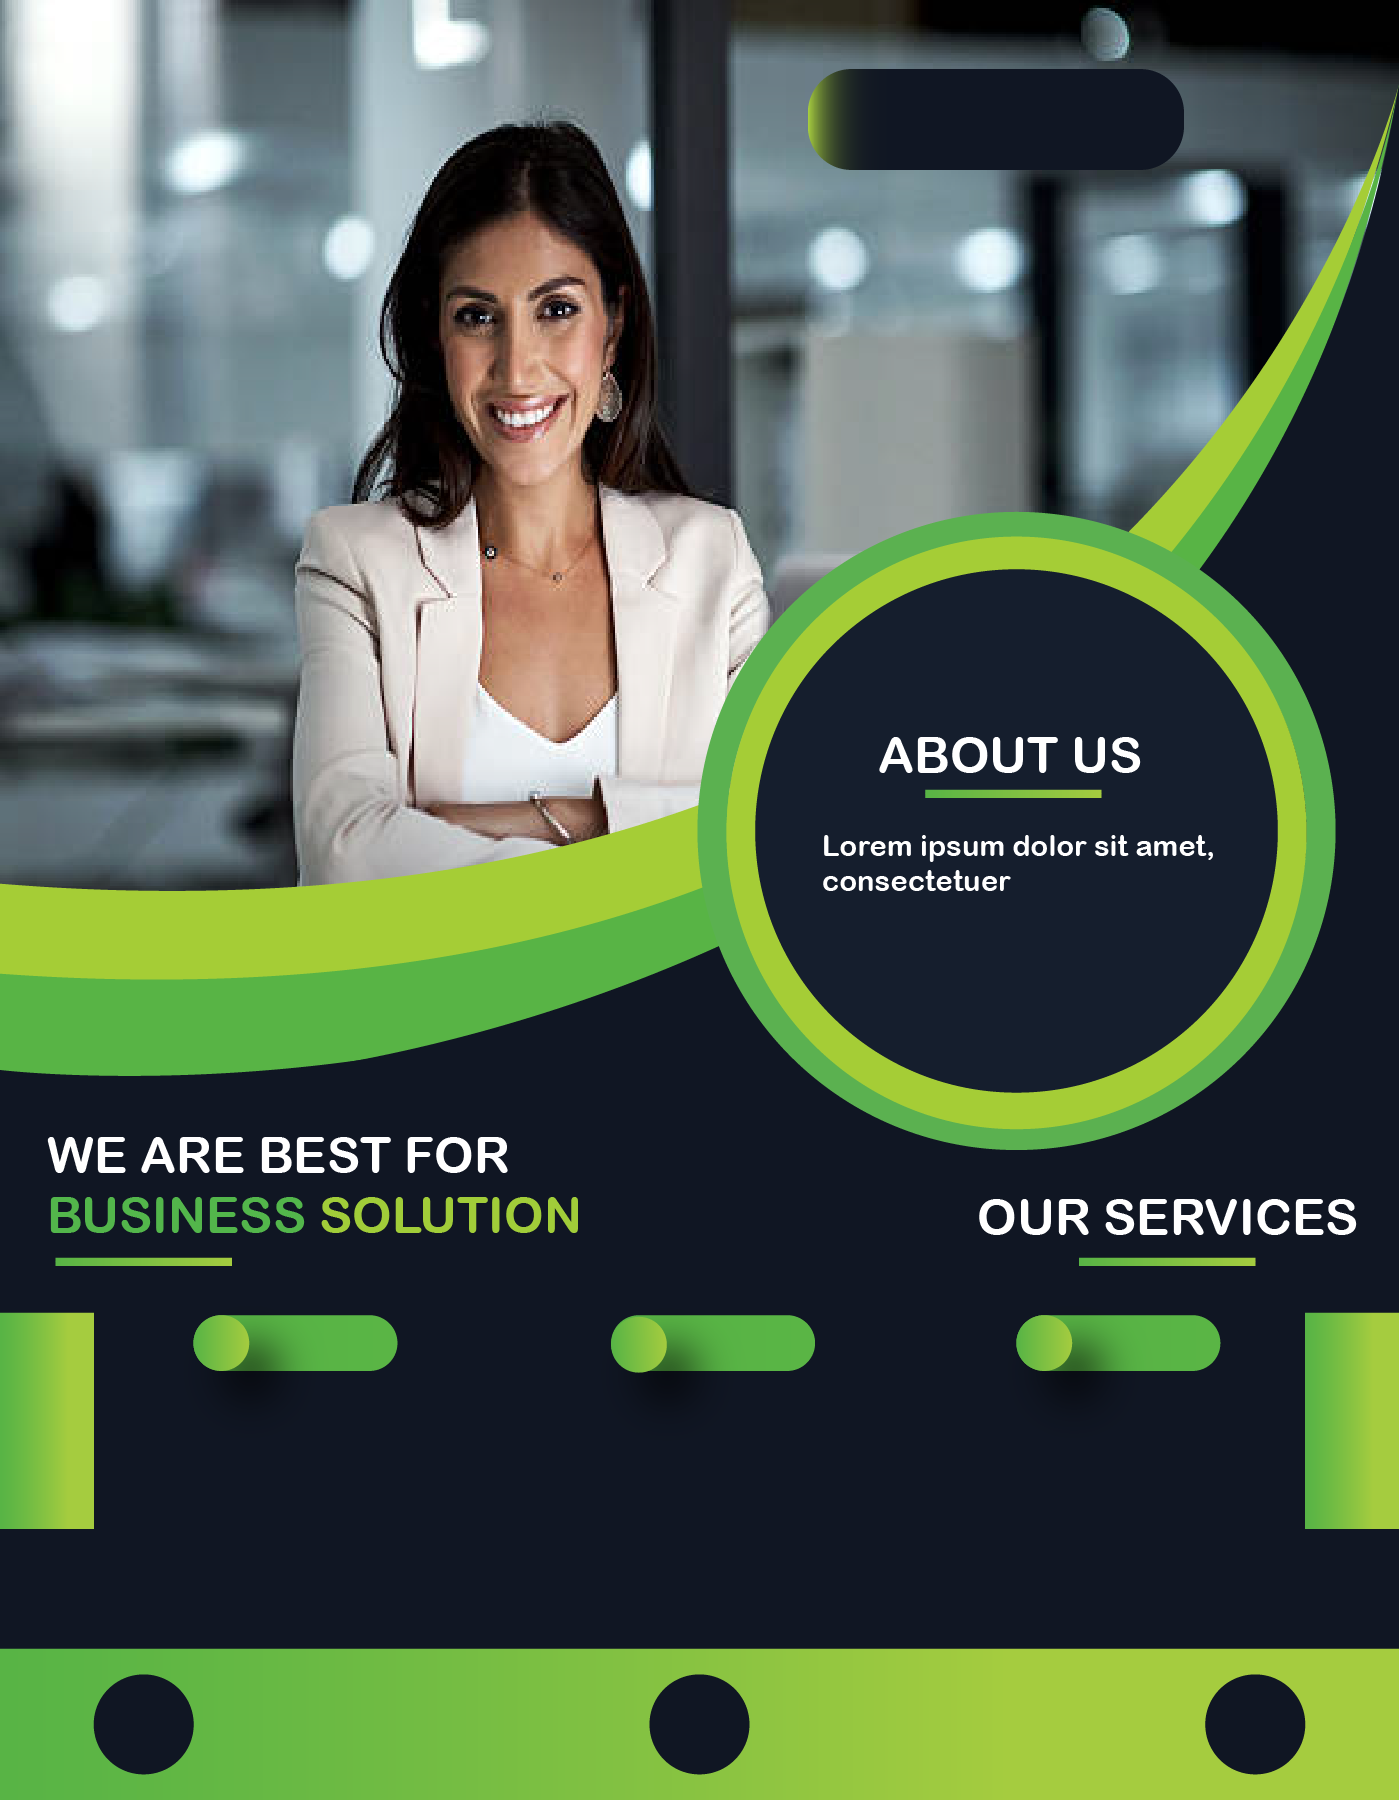 ABOUT US
Lorem ipsum dolor sit amet,
consectetuer
WE ARE BEST FOR
BUSINESS SOLUTION
OUR SERVICES